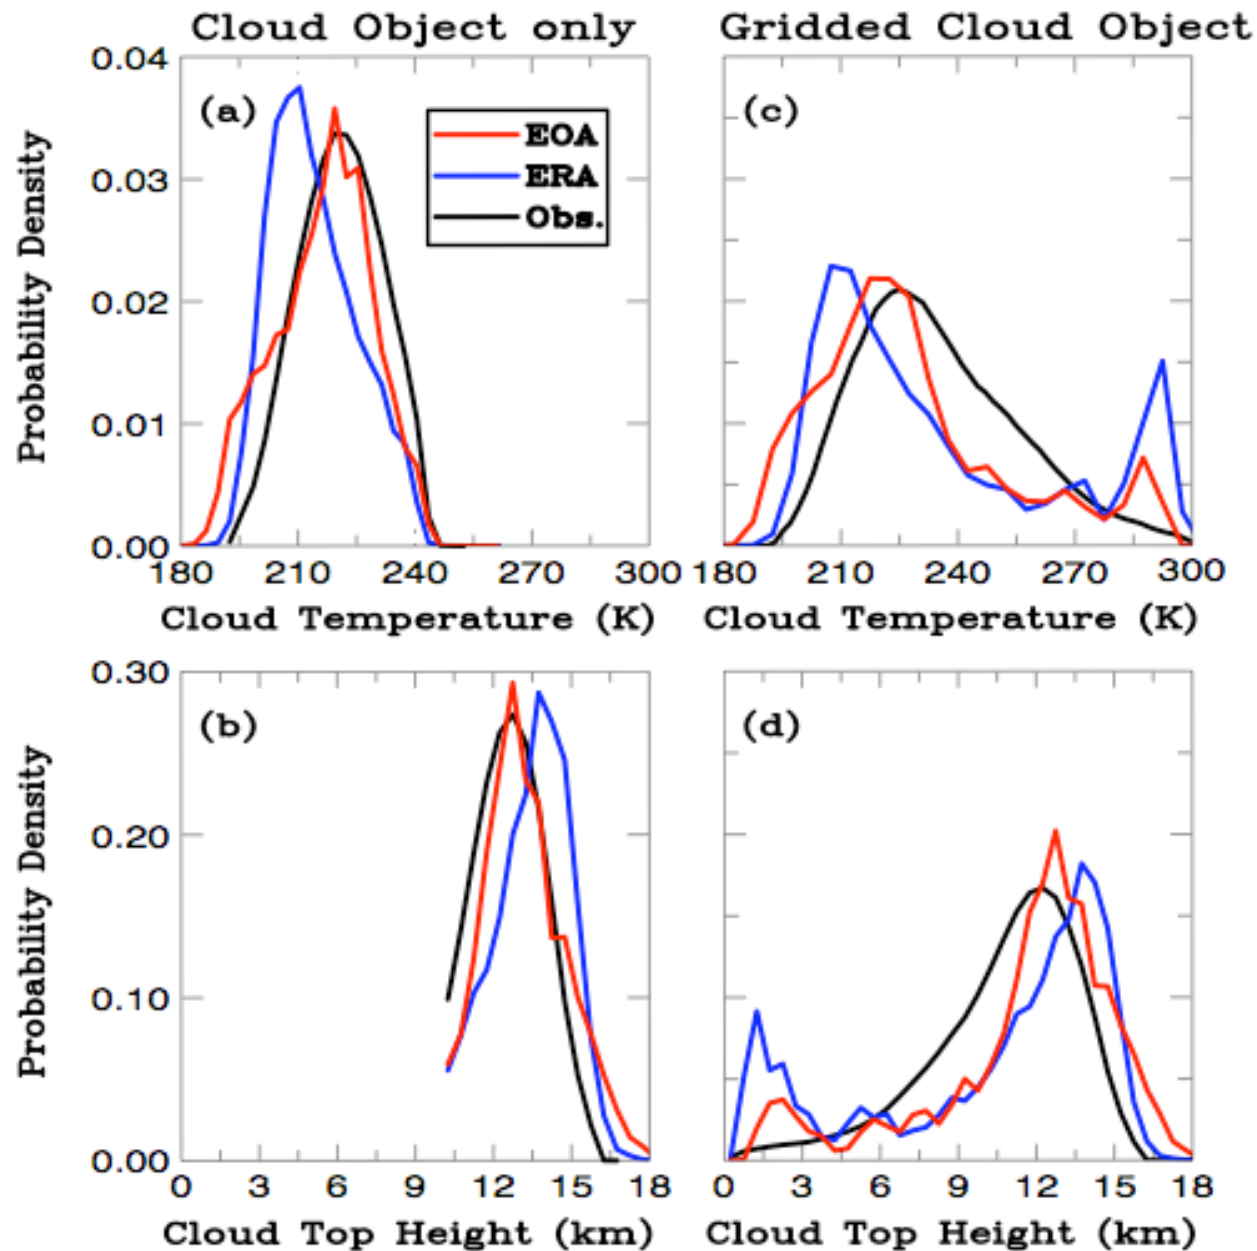 Cloud Object only
Gridded Cloud Object
0.04
0.03
0.02
0.01
0.00
Probability Density
(a)
EOA
ERA
Obs.
180 210 240 270 300
Cloud Temperature (K)
(c)
180 210 240 270 300
Cloud Temperature (K)
0.30
0.20
0.10
0.00
Probability Density
(b)
0 3 6 9 12 15 18
Cloud Top Height (km)
(d)
0 3 6 9 12 15 18
Cloud Top Height (km)